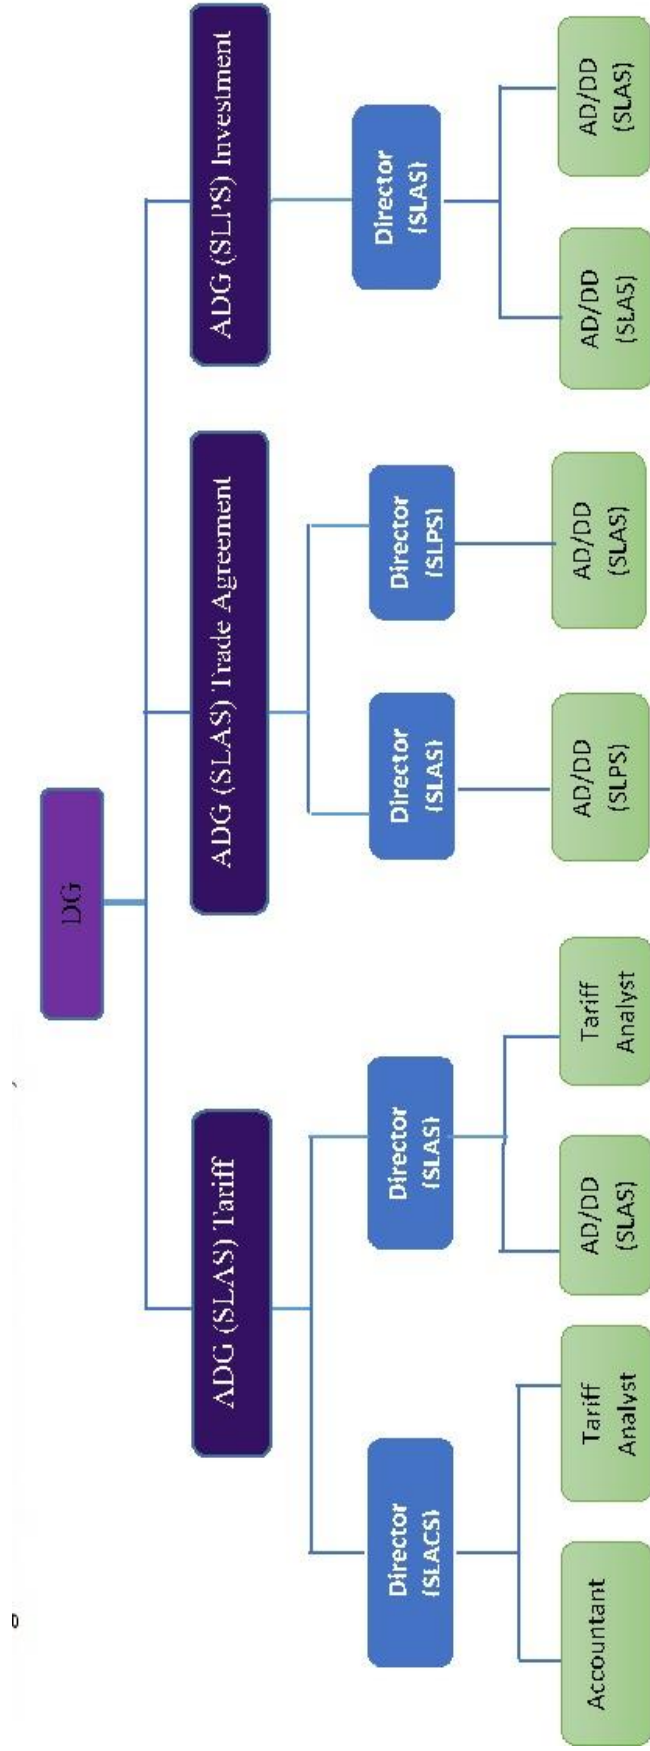 DG
ADG (SLAS) Tariff
ADG (SLAS) Trade Agreement
ADG (SLPS) Investment
Director
(SLACS)
Director
(SLAS)
Director
(SLAS)
Director
(SLPS)
Director
(SLAS)
Accountant
Tariff
Analyst
AD/DD
(SLAS)
Tariff
Analyst
AD/DD
(SLPS)
AD/DD
(SLAS)
AD/DD
(SLAS)
AD/DD
(SLAS)